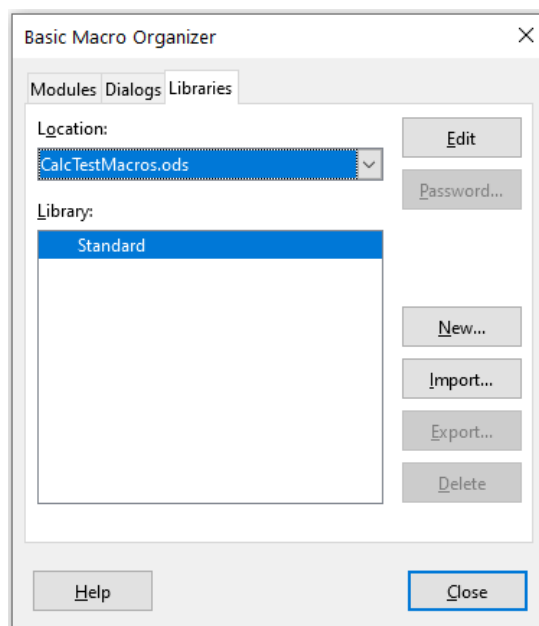 Basic Macro Organizer
Modules Dialogs Libraries
Location:
Edit
CalcTestMacros.ods
Password...
Library:
Standard
New...
Import...
Export...
Delete
Help
Close